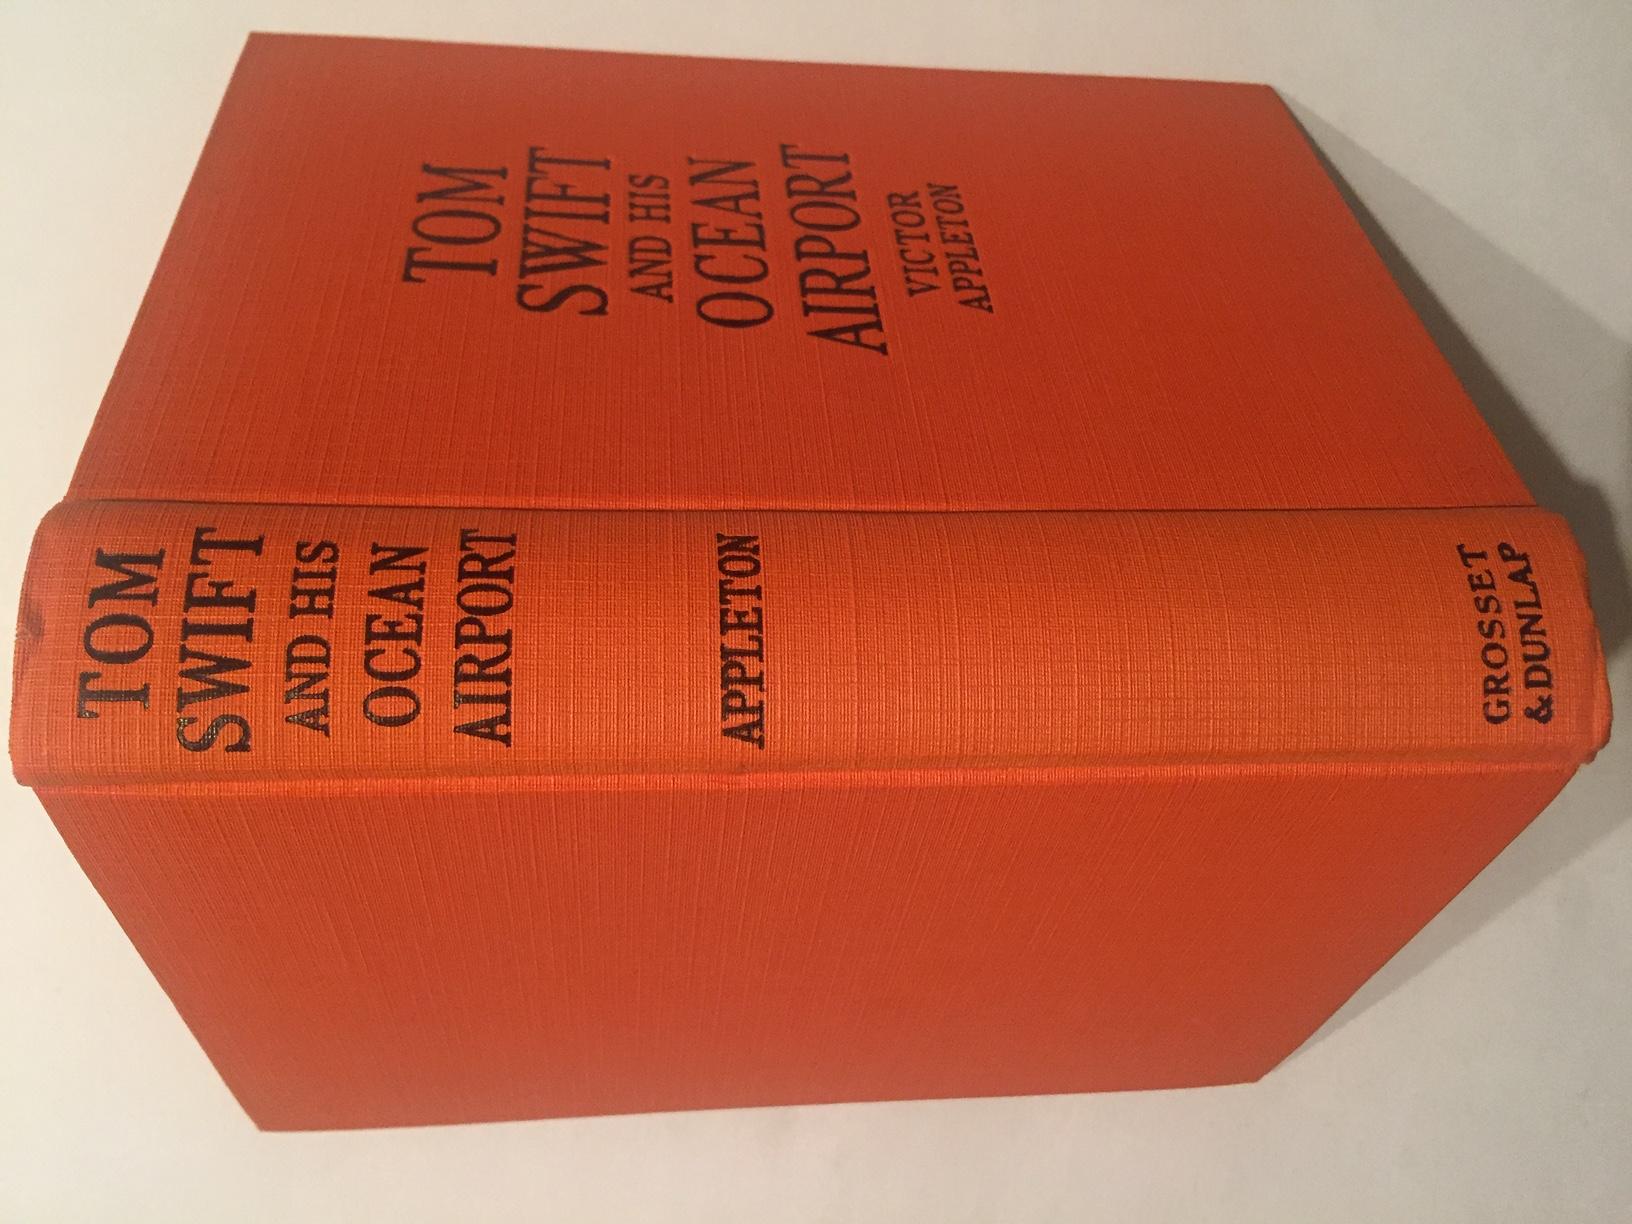 TOM
SWIFT
AND HIS
OCEAN
AIRPORT
VICTOR
APPLETON
TOM
SWIFT
AND HIS
OCEAN
AIRPORT
APPLETON
GROSSET
& DUNLAP